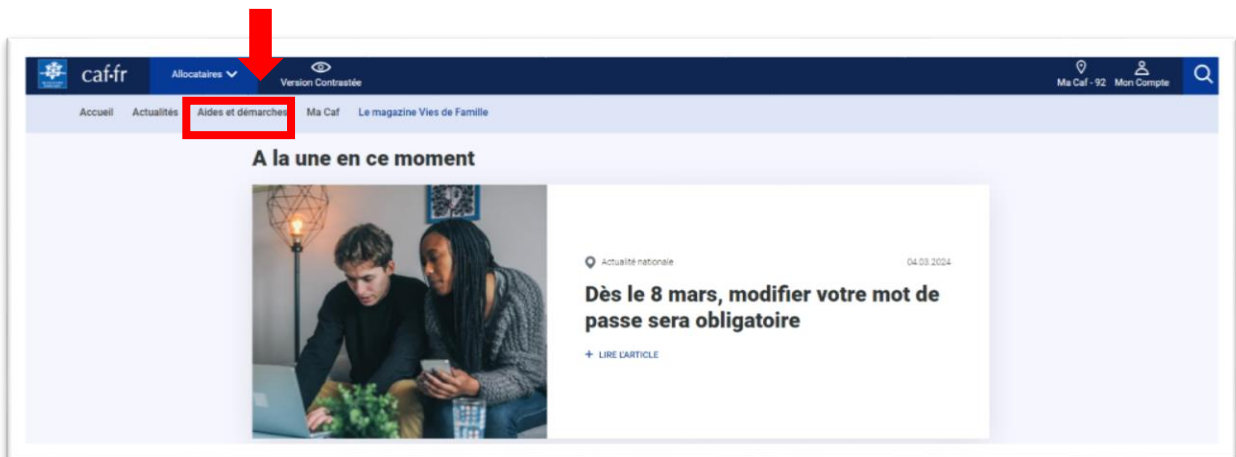 caf·fr
Allocataires
Version Contrastée
Ma Caf - 92
Mon Compte
Accueil
Actualités
Aides et démarches
Ma Caf
Le magazine Vies de Famille
A la une en ce moment
Actualité nationale
04.03.2024
Dès le 8 mars, modifier votre mot de
passe sera obligatoire
+ LIRE L'ARTICLE